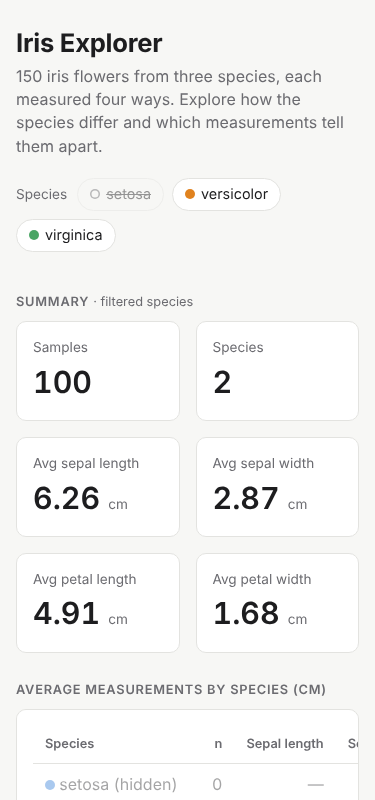 Iris Explorer
150 iris flowers from three species, each
measured four ways. Explore how the
species differ and which measurements tell
them apart.
Species setosa versicolor
virginica
SUMMARY · filtered species
Samples Species
100 2
Avg sepal length Avg sepal width
6.26 cm 2.87 cm
Avg petal length Avg petal width
4.91 cm 1.68 cm
AVERAGE MEASUREMENTS BY SPECIES (CM)
Species n Sepal length
setosa (hidden) 0 —